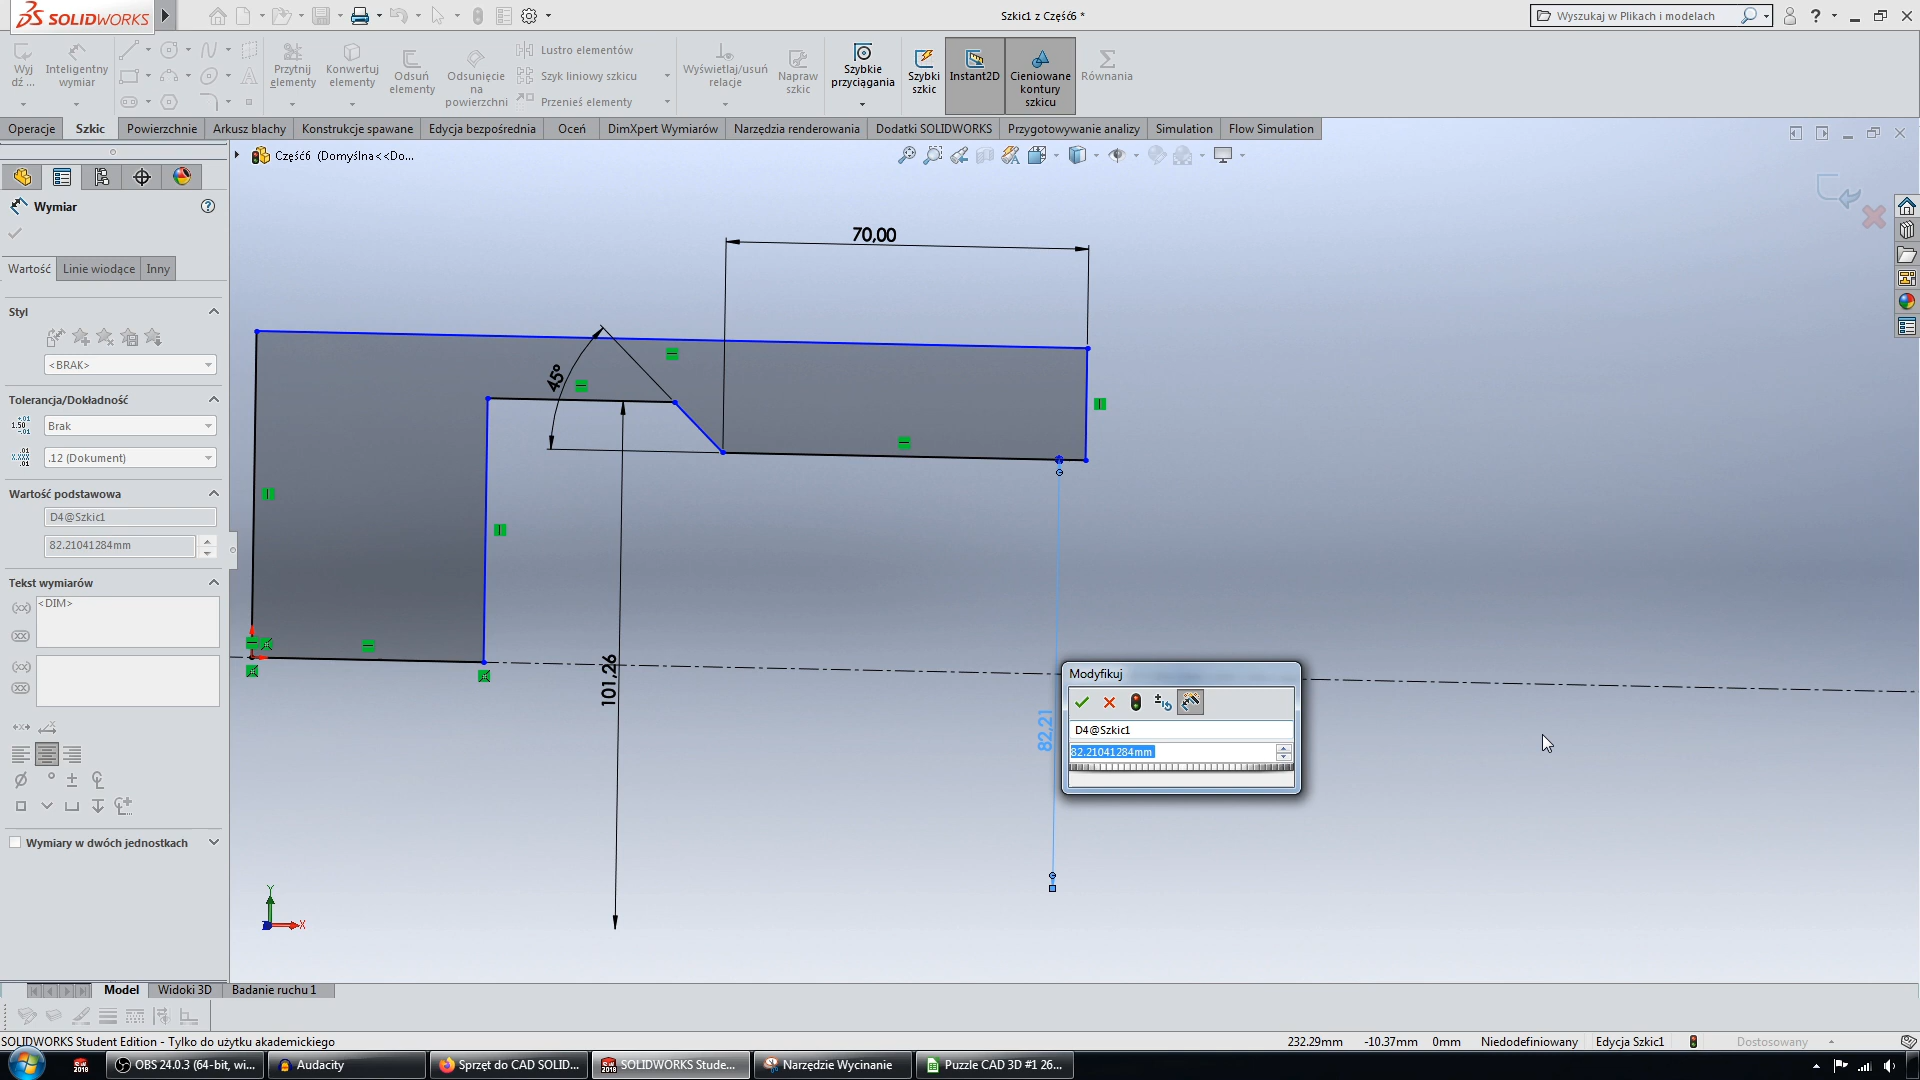 SOLIDWORKS
Szkic1 z Część6 *
Wyszukaj w Plikach i modelach
Wyj
dź ...
Inteligentny
wymiar
Przytnij
elementy
Konwertuj
elementy
Odsuń
elementy
Odsunięcie
na
powierzchni
Lustro elementów
Szyk liniowy szkicu
Przenieś elementy
Wyświetlaj/usuń
relacje
Napraw
szkic
Szybkie
przyciągania
Szybki
szkic
Instant2D
Cieniowane
kontury
szkicu
Równania
Operacje
Szkic
Powierzchnie
Arkusz blachy
Konstrukcje spawane
Edycja bezpośrednia
Oceń
DimXpert Wymiarów
Narzędzia renderowania
Dodatki SOLIDWORKS
Przygotowywanie analizy
Simulation
Flow Simulation
Część6 (Domyślna<<Do...
Wymiar
Wartość
Linie wiodące
Inny
Styl
<BRAK>
Tolerancja/Dokładność
Brak
.12 (Dokument)
Wartość podstawowa
D4@Szkic1
82.21041284mm
Tekst wymiarów
<DIM>
Wymiary w dwóch jednostkach
70,00
45°
101,26
82,21
Modyfikuj
D4@Szkic1
82.21041284mm
Y
X
Model
Widoki 3D
Badanie ruchu 1
SOLIDWORKS Student Edition - Tylko do użytku akademickiego
232.29mm
-10.37mm
0mm
Niedodefiniowany
Edycja Szkic1
Dostosowany
OBS 24.0.3 (64-bit, wi...
Audacity
Sprzęt do CAD SOLID...
SOLIDWORKS Stude...
Narzędzie Wycinanie
Puzzle CAD 3D #1 26...